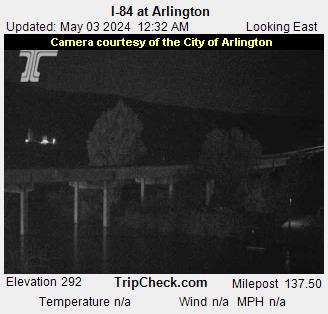 I-84 at Arlington
Updated: May 03 2024 12:32 AM Looking East
Camera courtesy of the City of Arlington
Elevation 292 TripCheck.com Milepost 137.50
Temperature n/a Wind n/a MPH n/a